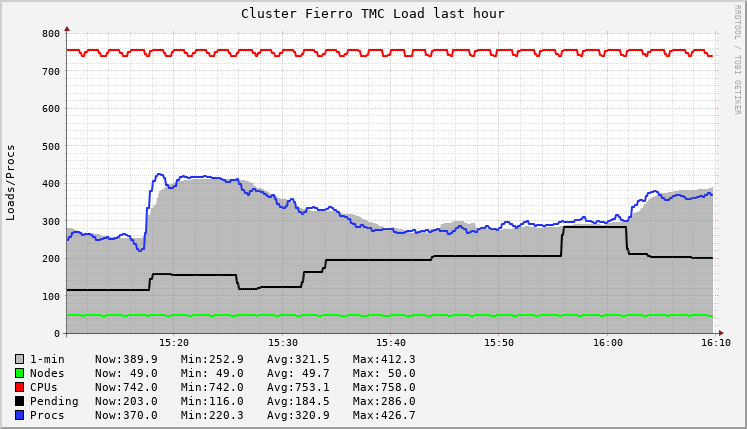 Cluster Fierro TMC Load last hour
RRDTOOL / TOBI OETIKER
Loads/Procs
800
700
600
500
400
300
200
100
0
15:20 15:30 15:40 15:50 16:00 16:10
1-min Now:389.9 Min:252.9 Avg:321.5 Max:412.3
Nodes Now: 49.0 Min: 49.0 Avg: 49.7 Max: 50.0
CPUs Now:742.0 Min:742.0 Avg:753.1 Max:758.0
Pending Now:203.0 Min:116.0 Avg:184.5 Max:286.0
Procs Now:370.0 Min:220.3 Avg:320.9 Max:426.7